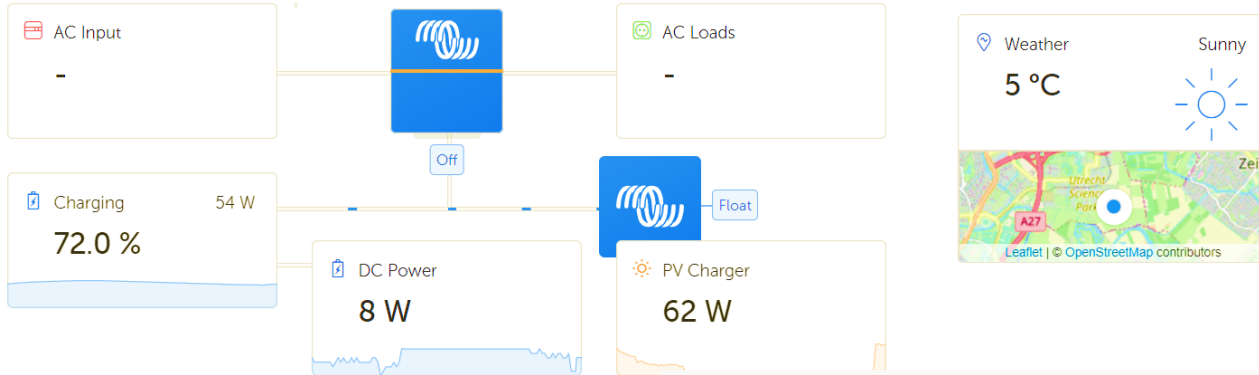 AC Input
-
AC Loads
-
Weather
Sunny
5 °C
Off
Charging
54 W
72.0 %
Float
DC Power
8 W
PV Charger
62 W
Utrecht
Science
Park
A27
Zei
Leaflet | © OpenStreetMap contributors